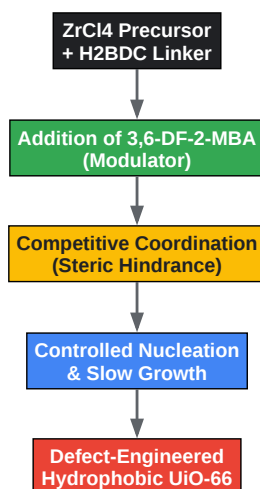 ZrCl4 Precursor
+ H2BDC Linker
Addition of 3,6-DF-2-MBA
(Modulator)
Competitive Coordination
(Steric Hindrance)
Controlled Nucleation
& Slow Growth
Defect-Engineered
Hydrophobic UiO-66